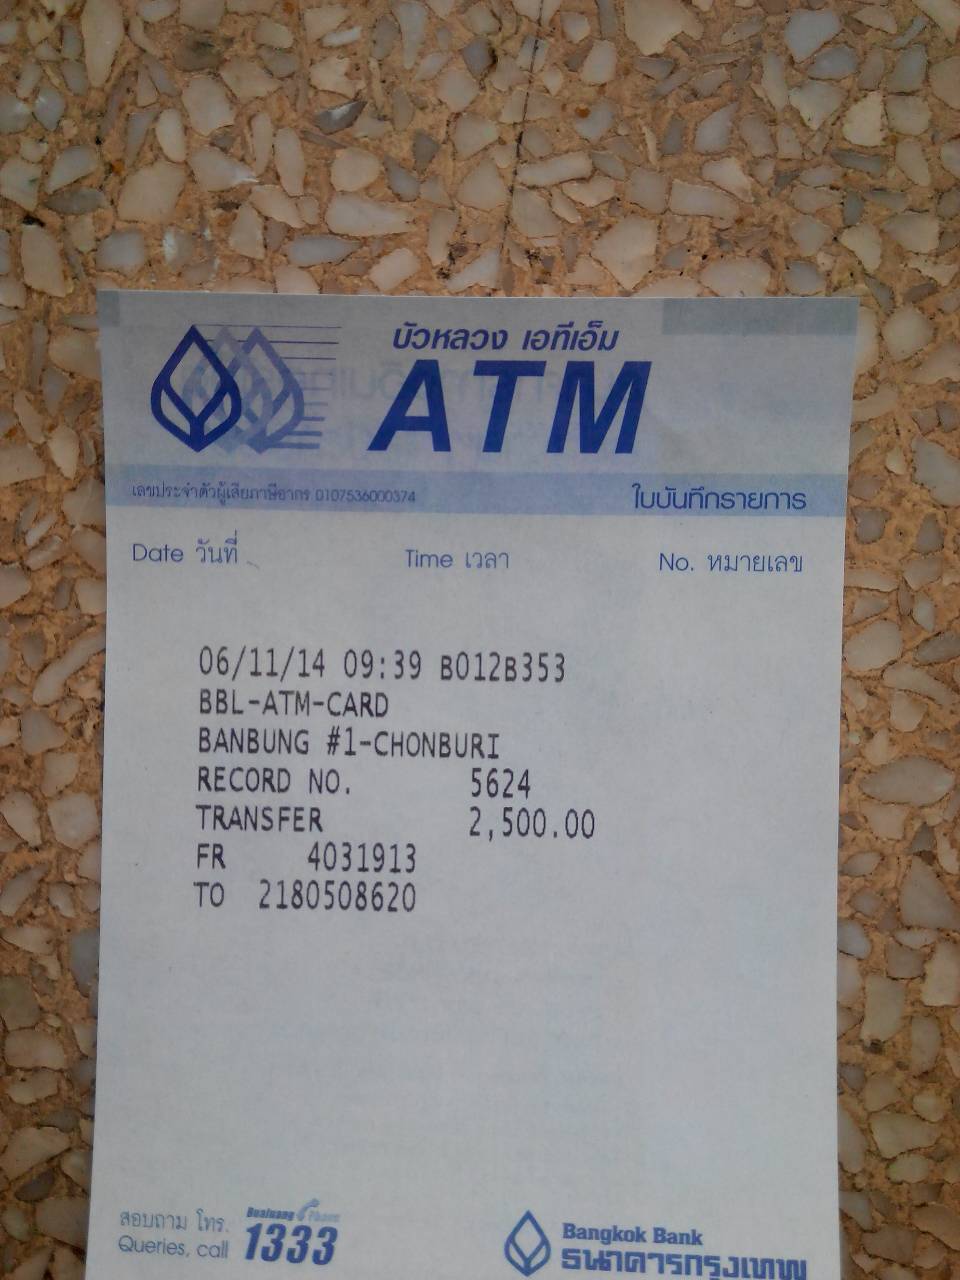 บัวหลวง เอทีเอ็ม
ATM
เลขประจำตัวผู้เสียภาษีอากร 0107536000374
ใบบันทึกรายการ
Date วันที่ Time เวลา No. หมายเลข
06/11/14 09:39 B012B353
BBL-ATM-CARD
BANBUNG #1-CHONBURI
RECORD NO. 5624
TRANSFER 2,500.00
FR 4031913
TO 2180508620
สอบถาม โทร.
Queries, call
Bualuang Phone
1333
Bangkok Bank
ธนาคารกรุงเทพ